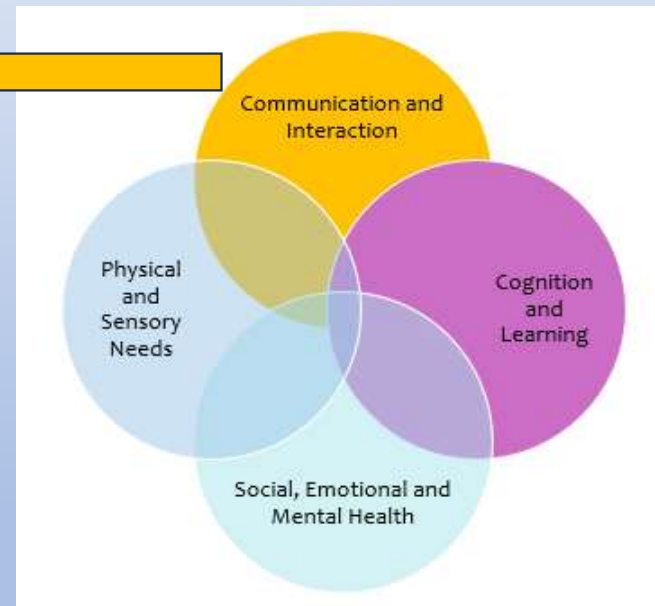 Communication and
Interaction
Physical
and
Sensory
Needs
Cognition
and
Learning
Social, Emotional and
Mental Health